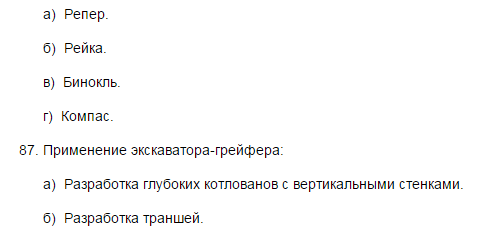 а) Репер.
б) Рейка.
в) Бинокль.
г) Компас.
87. Применение экскаватора-грейфера:
а) Разработка глубоких котлованов с вертикальными стенками.
б) Разработка траншей.